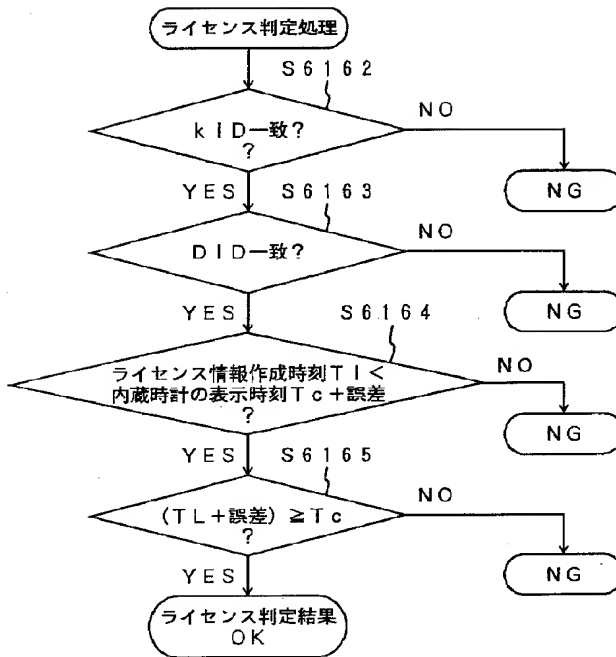 ライセンス判定処理
S6162
kID一致?
?
NO
NG
YES
S6163
DID一致?
NO
NG
YES
S6164
ライセンス情報作成時刻TI<
内蔵時計の表示時刻Tc+誤差
?
NO
NG
YES
S6165
(TL+誤差)≧Tc
?
NO
NG
YES
ライセンス判定結果
OK